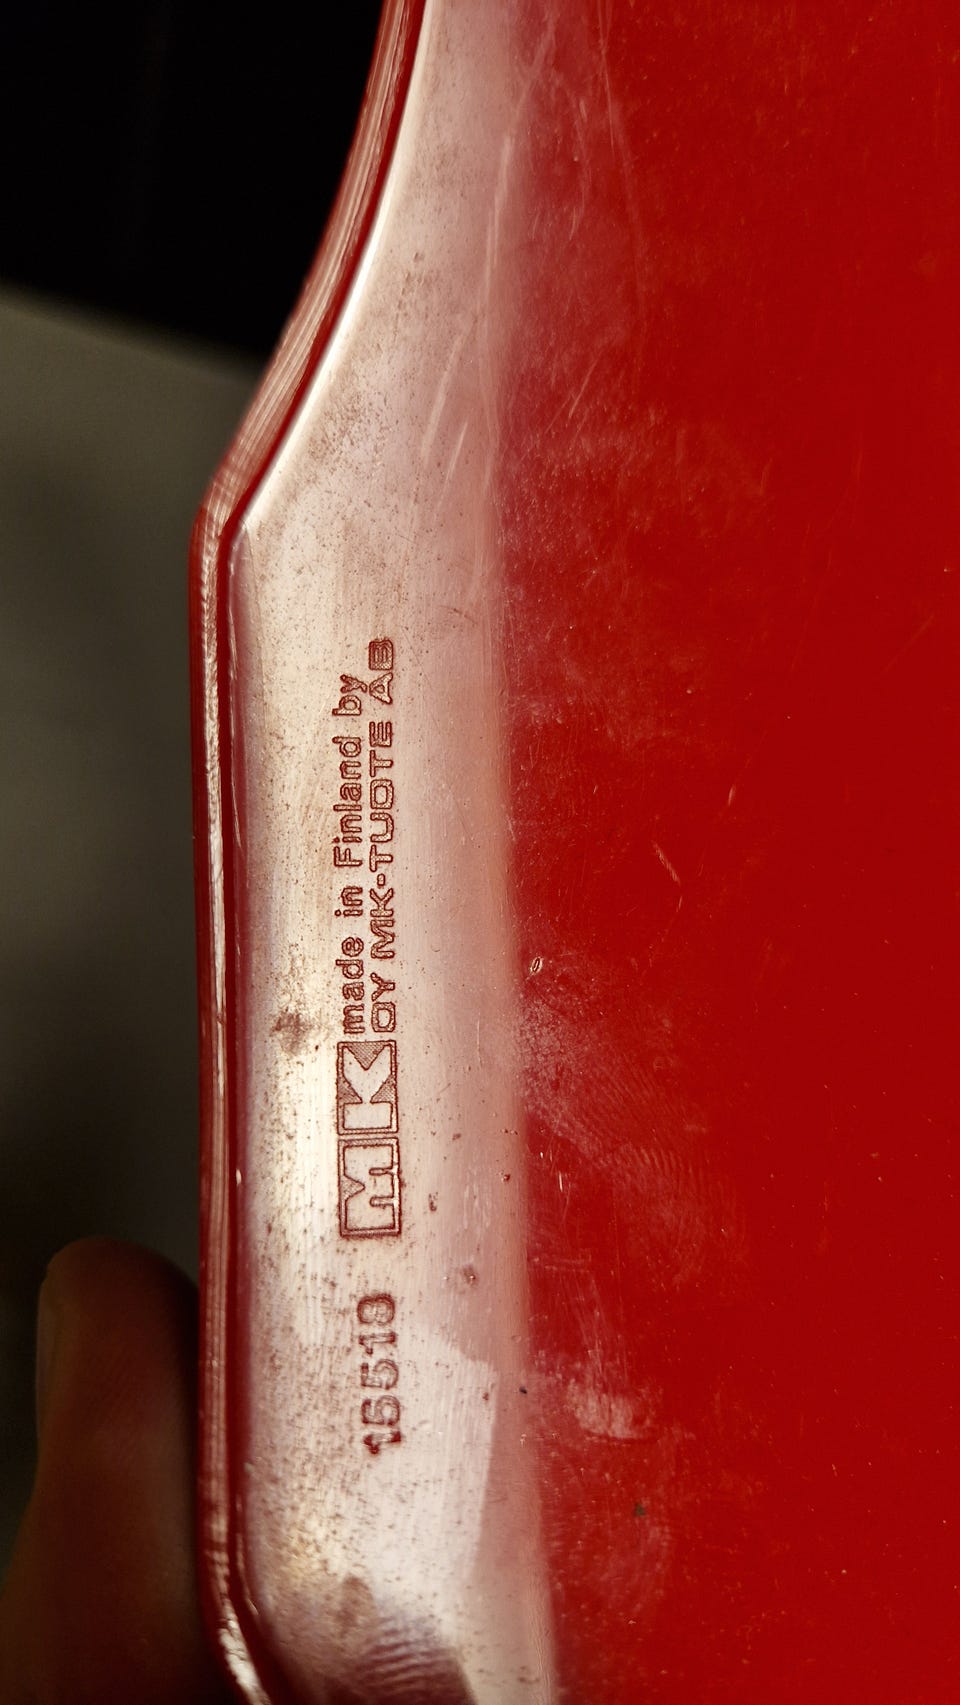 made in Finland by
MK OY MK-TUOTE AB
15518